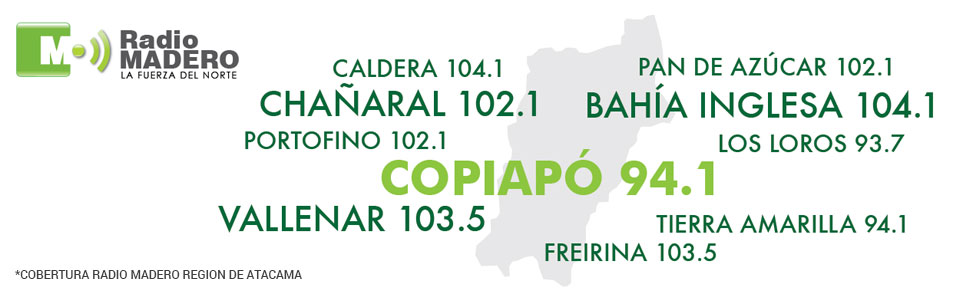 M
Radio
MADERO
LA FUERZA DEL NORTE
CALDERA 104.1
PAN DE AZÚCAR 102.1
CHAÑARAL 102.1
BAHÍA INGLESA 104.1
PORTOFINO 102.1
LOS LOROS 93.7
COPIAPÓ 94.1
VALLENAR 103.5
TIERRA AMARILLA 94.1
FREIRINA 103.5
*COBERTURA RADIO MADERO REGION DE ATACAMA